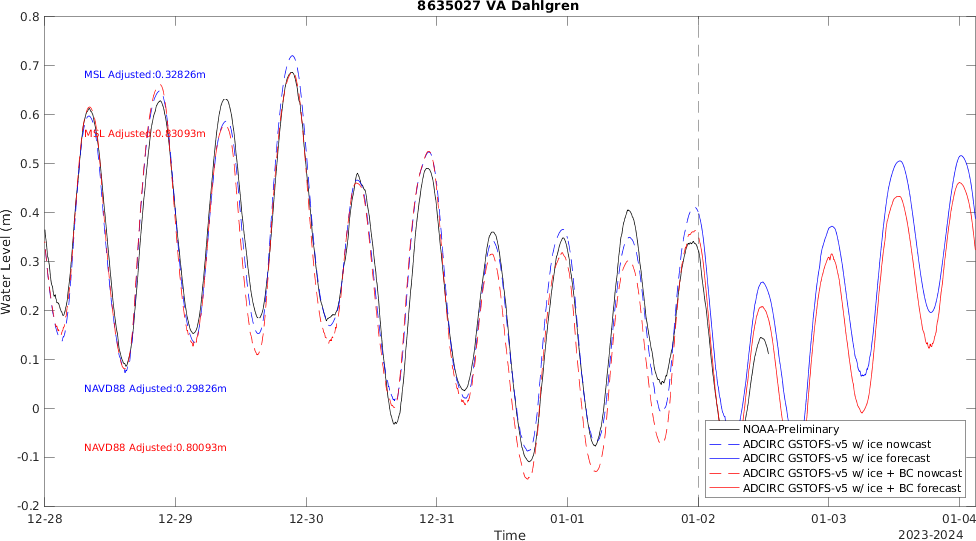 8635027 VA Dahlgren
0.8
0.7
0.6
0.5
0.4
0.3
0.2
0.1
0
-0.1
-0.2
Water Level (m)
MSL Adjusted:0.32826m
MSL Adjusted:0.83093m
NAVD88 Adjusted:0.29826m
NAVD88 Adjusted:0.80093m
NOAA-Preliminary
ADCIRC GSTOFS-v5 w/ ice nowcast
ADCIRC GSTOFS-v5 w/ ice forecast
ADCIRC GSTOFS-v5 w/ ice + BC nowcast
ADCIRC GSTOFS-v5 w/ ice + BC forecast
12-28 12-29 12-30 12-31 01-01 01-02 01-03 01-04
Time
2023-2024